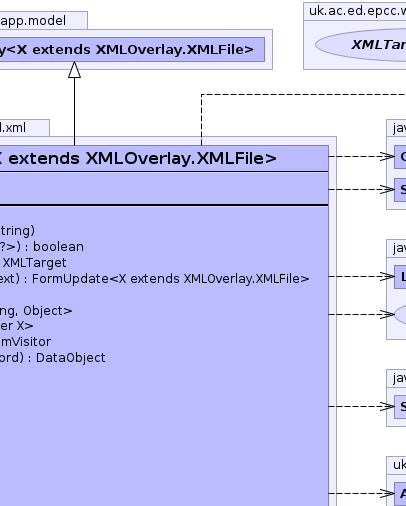 app.model
uk.ac.ed.epcc.w
y<X extends XMLOverlay.XMLFile>
XMLTar
l.xml
jav
X extends XMLOverlay.XMLFile>
S
tring)
?>) : boolean
XMLTarget
ext) : FormUpdate<X extends XMLOverlay.XMLFile>
jav
L
ng, Object>
er X>
mVisitor
ord) : DataObject
jav
S
uk
A